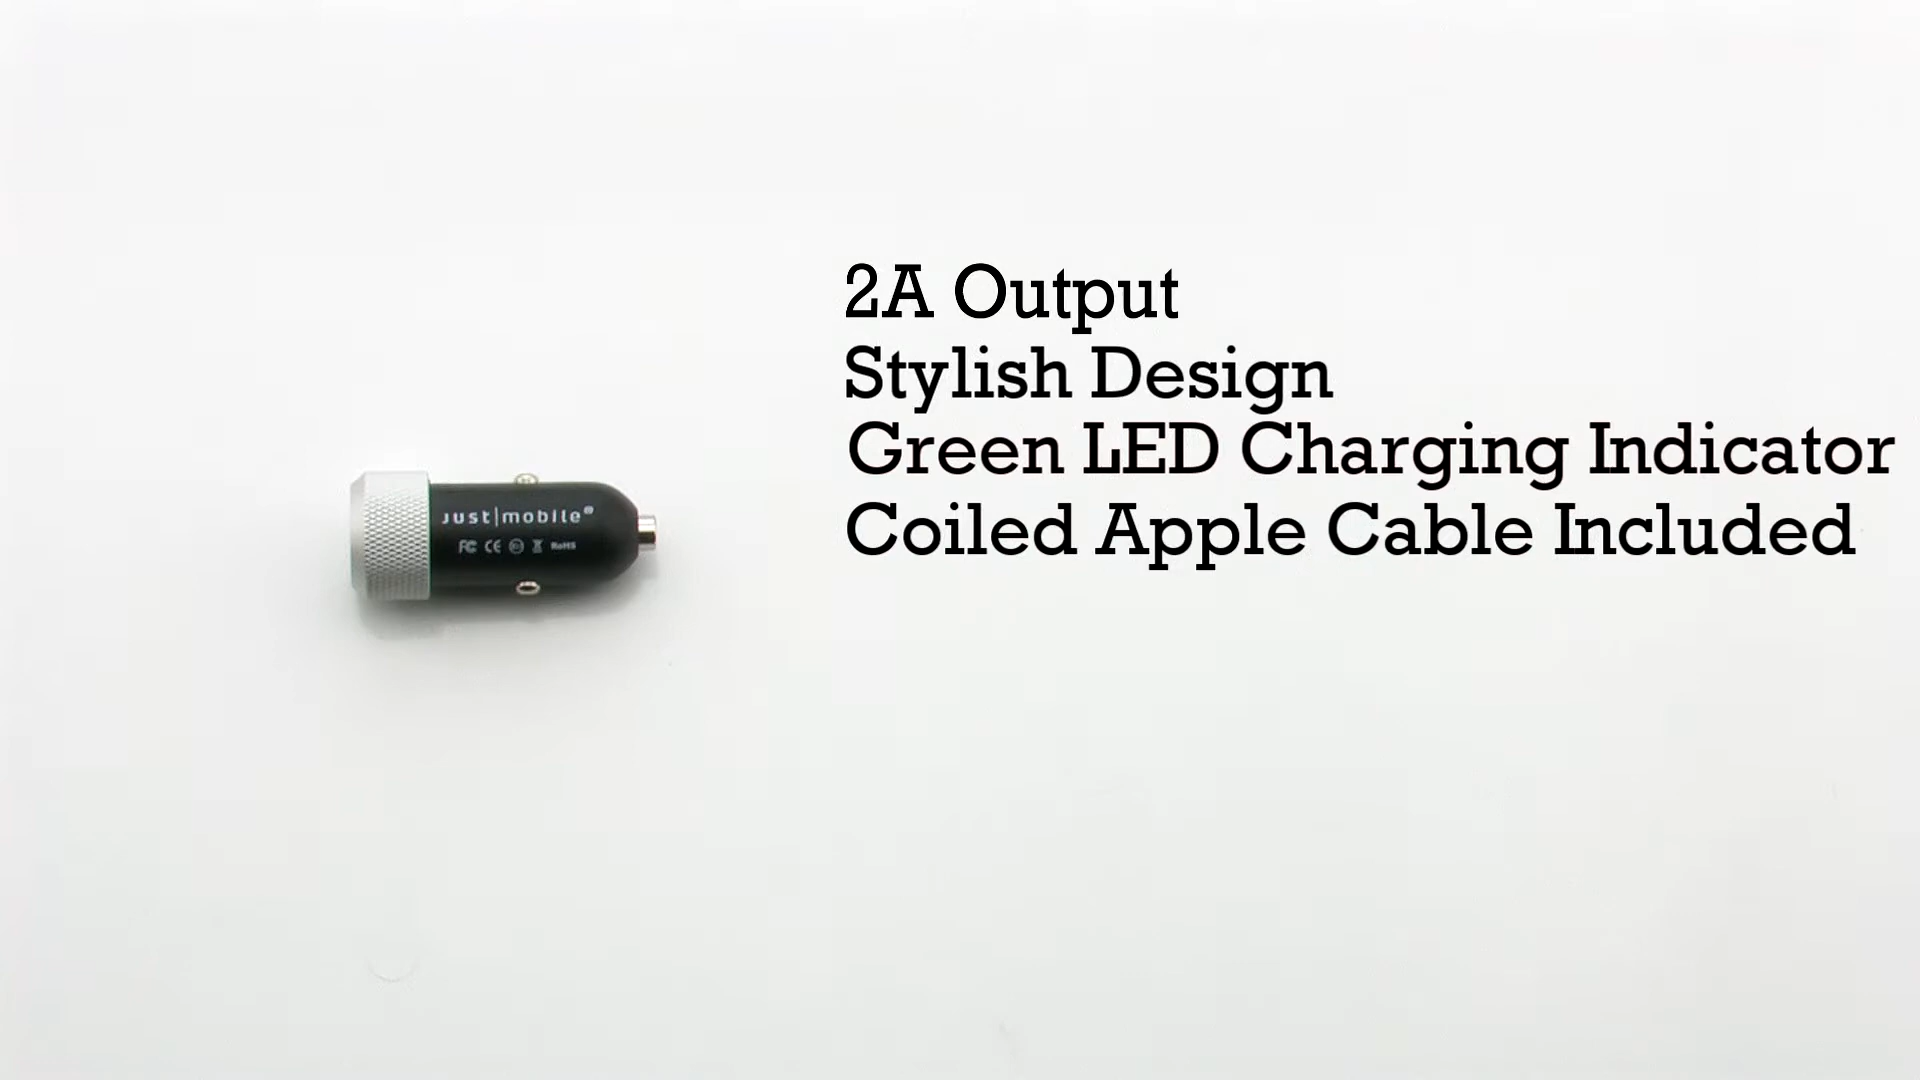 2A Output
Stylish Design
Green LED Charging Indicator
Coiled Apple Cable Included
just|mobile
FC CE RoHS